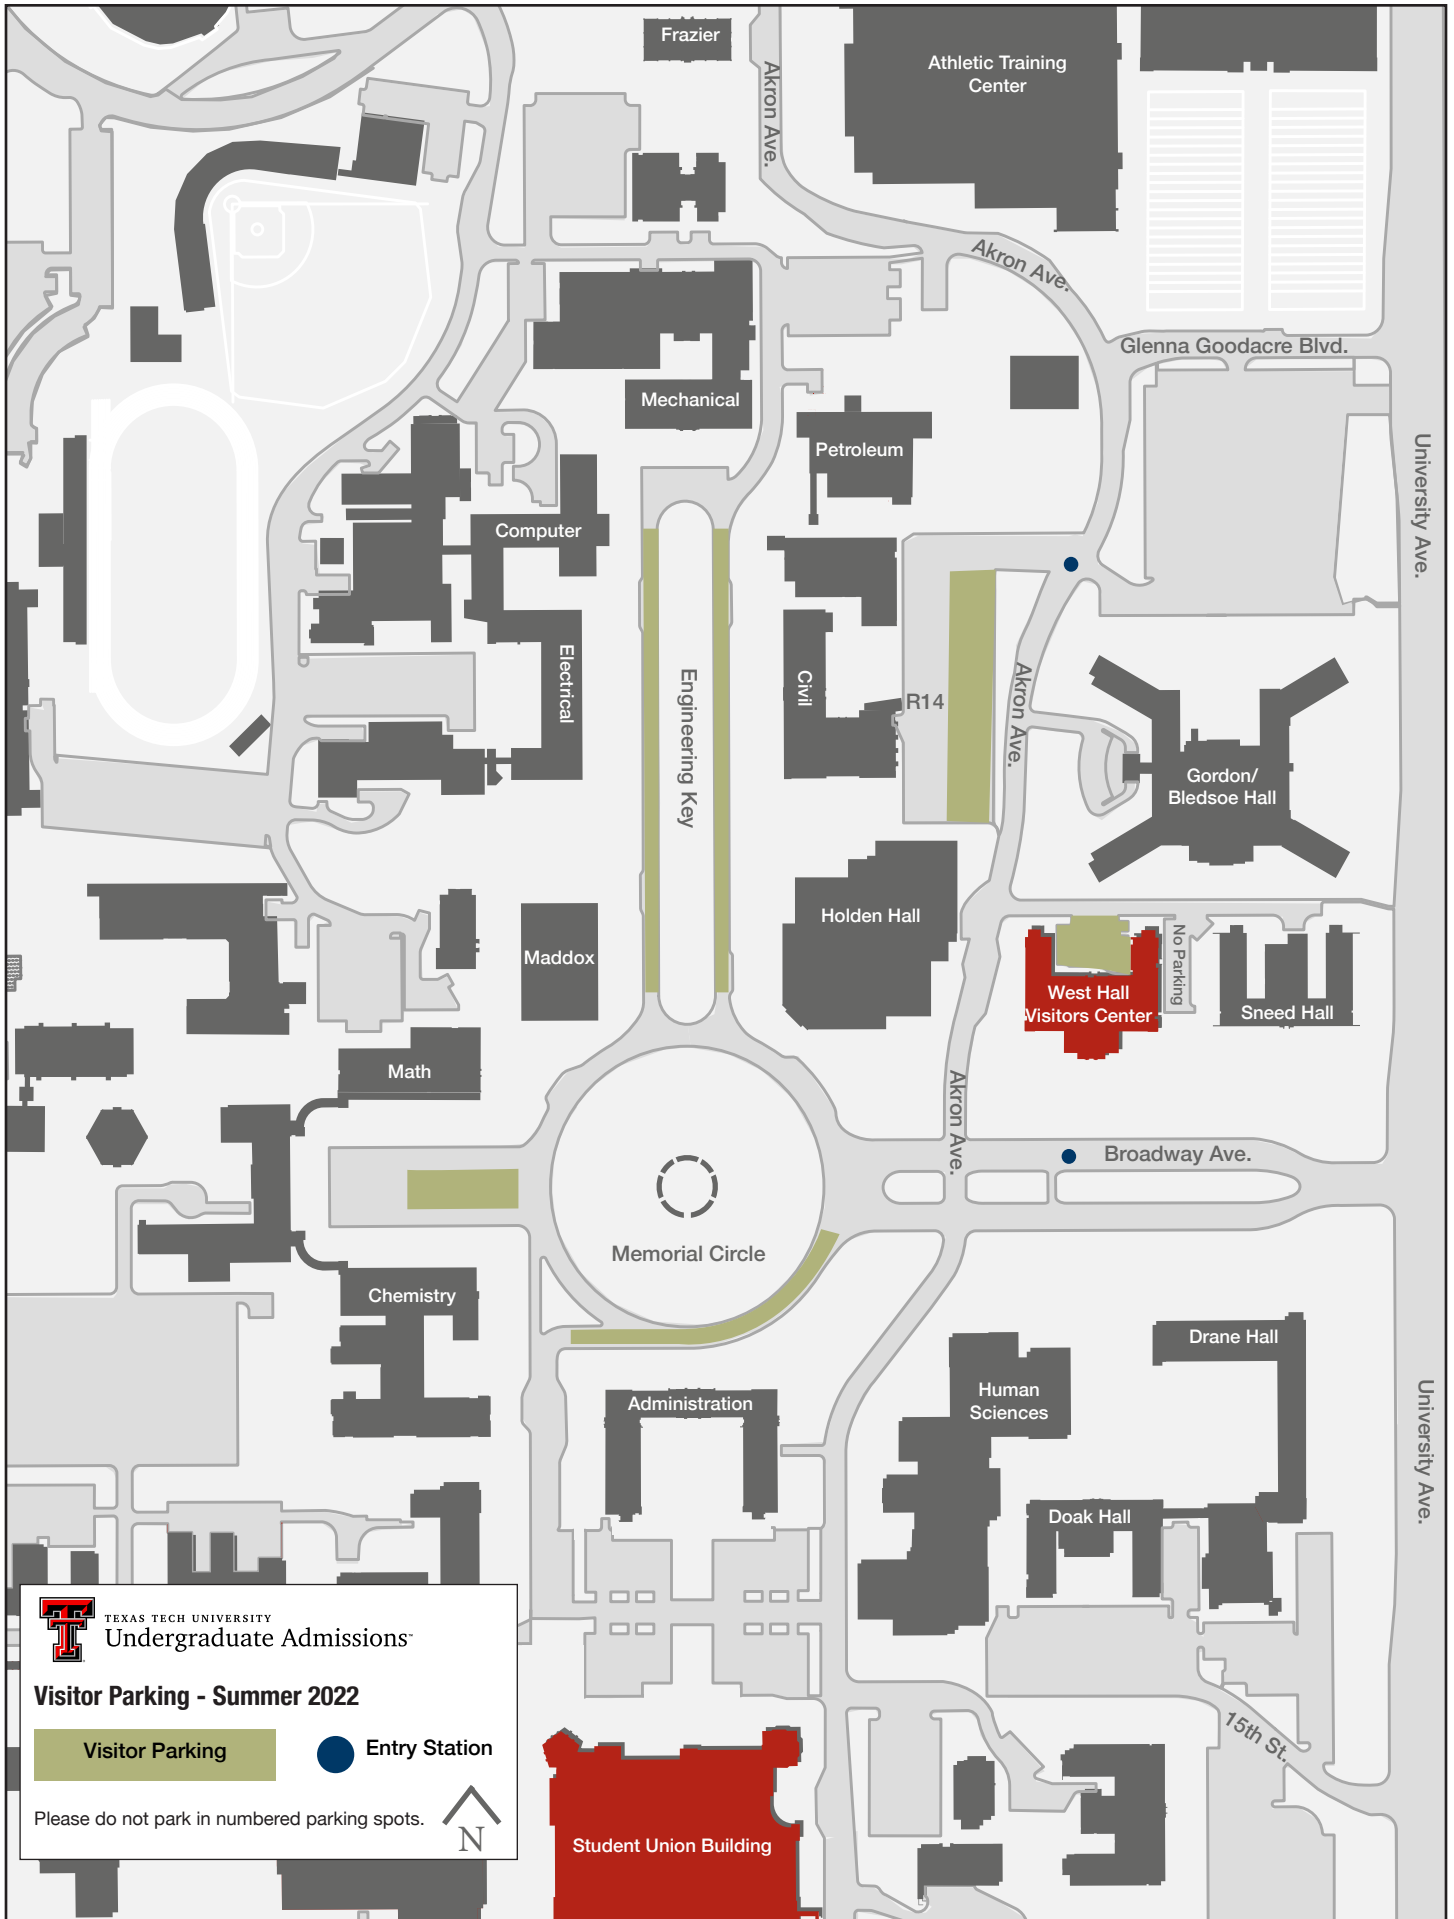 Frazier
Athletic Training
Center
Akron Ave.
Akron Ave.
Glenna Goodacre Blvd.
Mechanical
Petroleum
University Ave.
Computer
Electrical
Engineering Key
Civil
R14
Akron Ave.
Gordon/
Bledsoe Hall
Holden Hall
Maddox
No Parking
West Hall
Visitors Center
Sneed Hall
Math
Akron Ave.
Broadway Ave.
Memorial Circle
Chemistry
Drane Hall
Administration
Human
Sciences
University Ave.
Doak Hall
15th St.
TEXAS TECH UNIVERSITY
Undergraduate Admissions™
Visitor Parking - Summer 2022
Visitor Parking
Entry Station
Please do not park in numbered parking spots.
N
Student Union Building